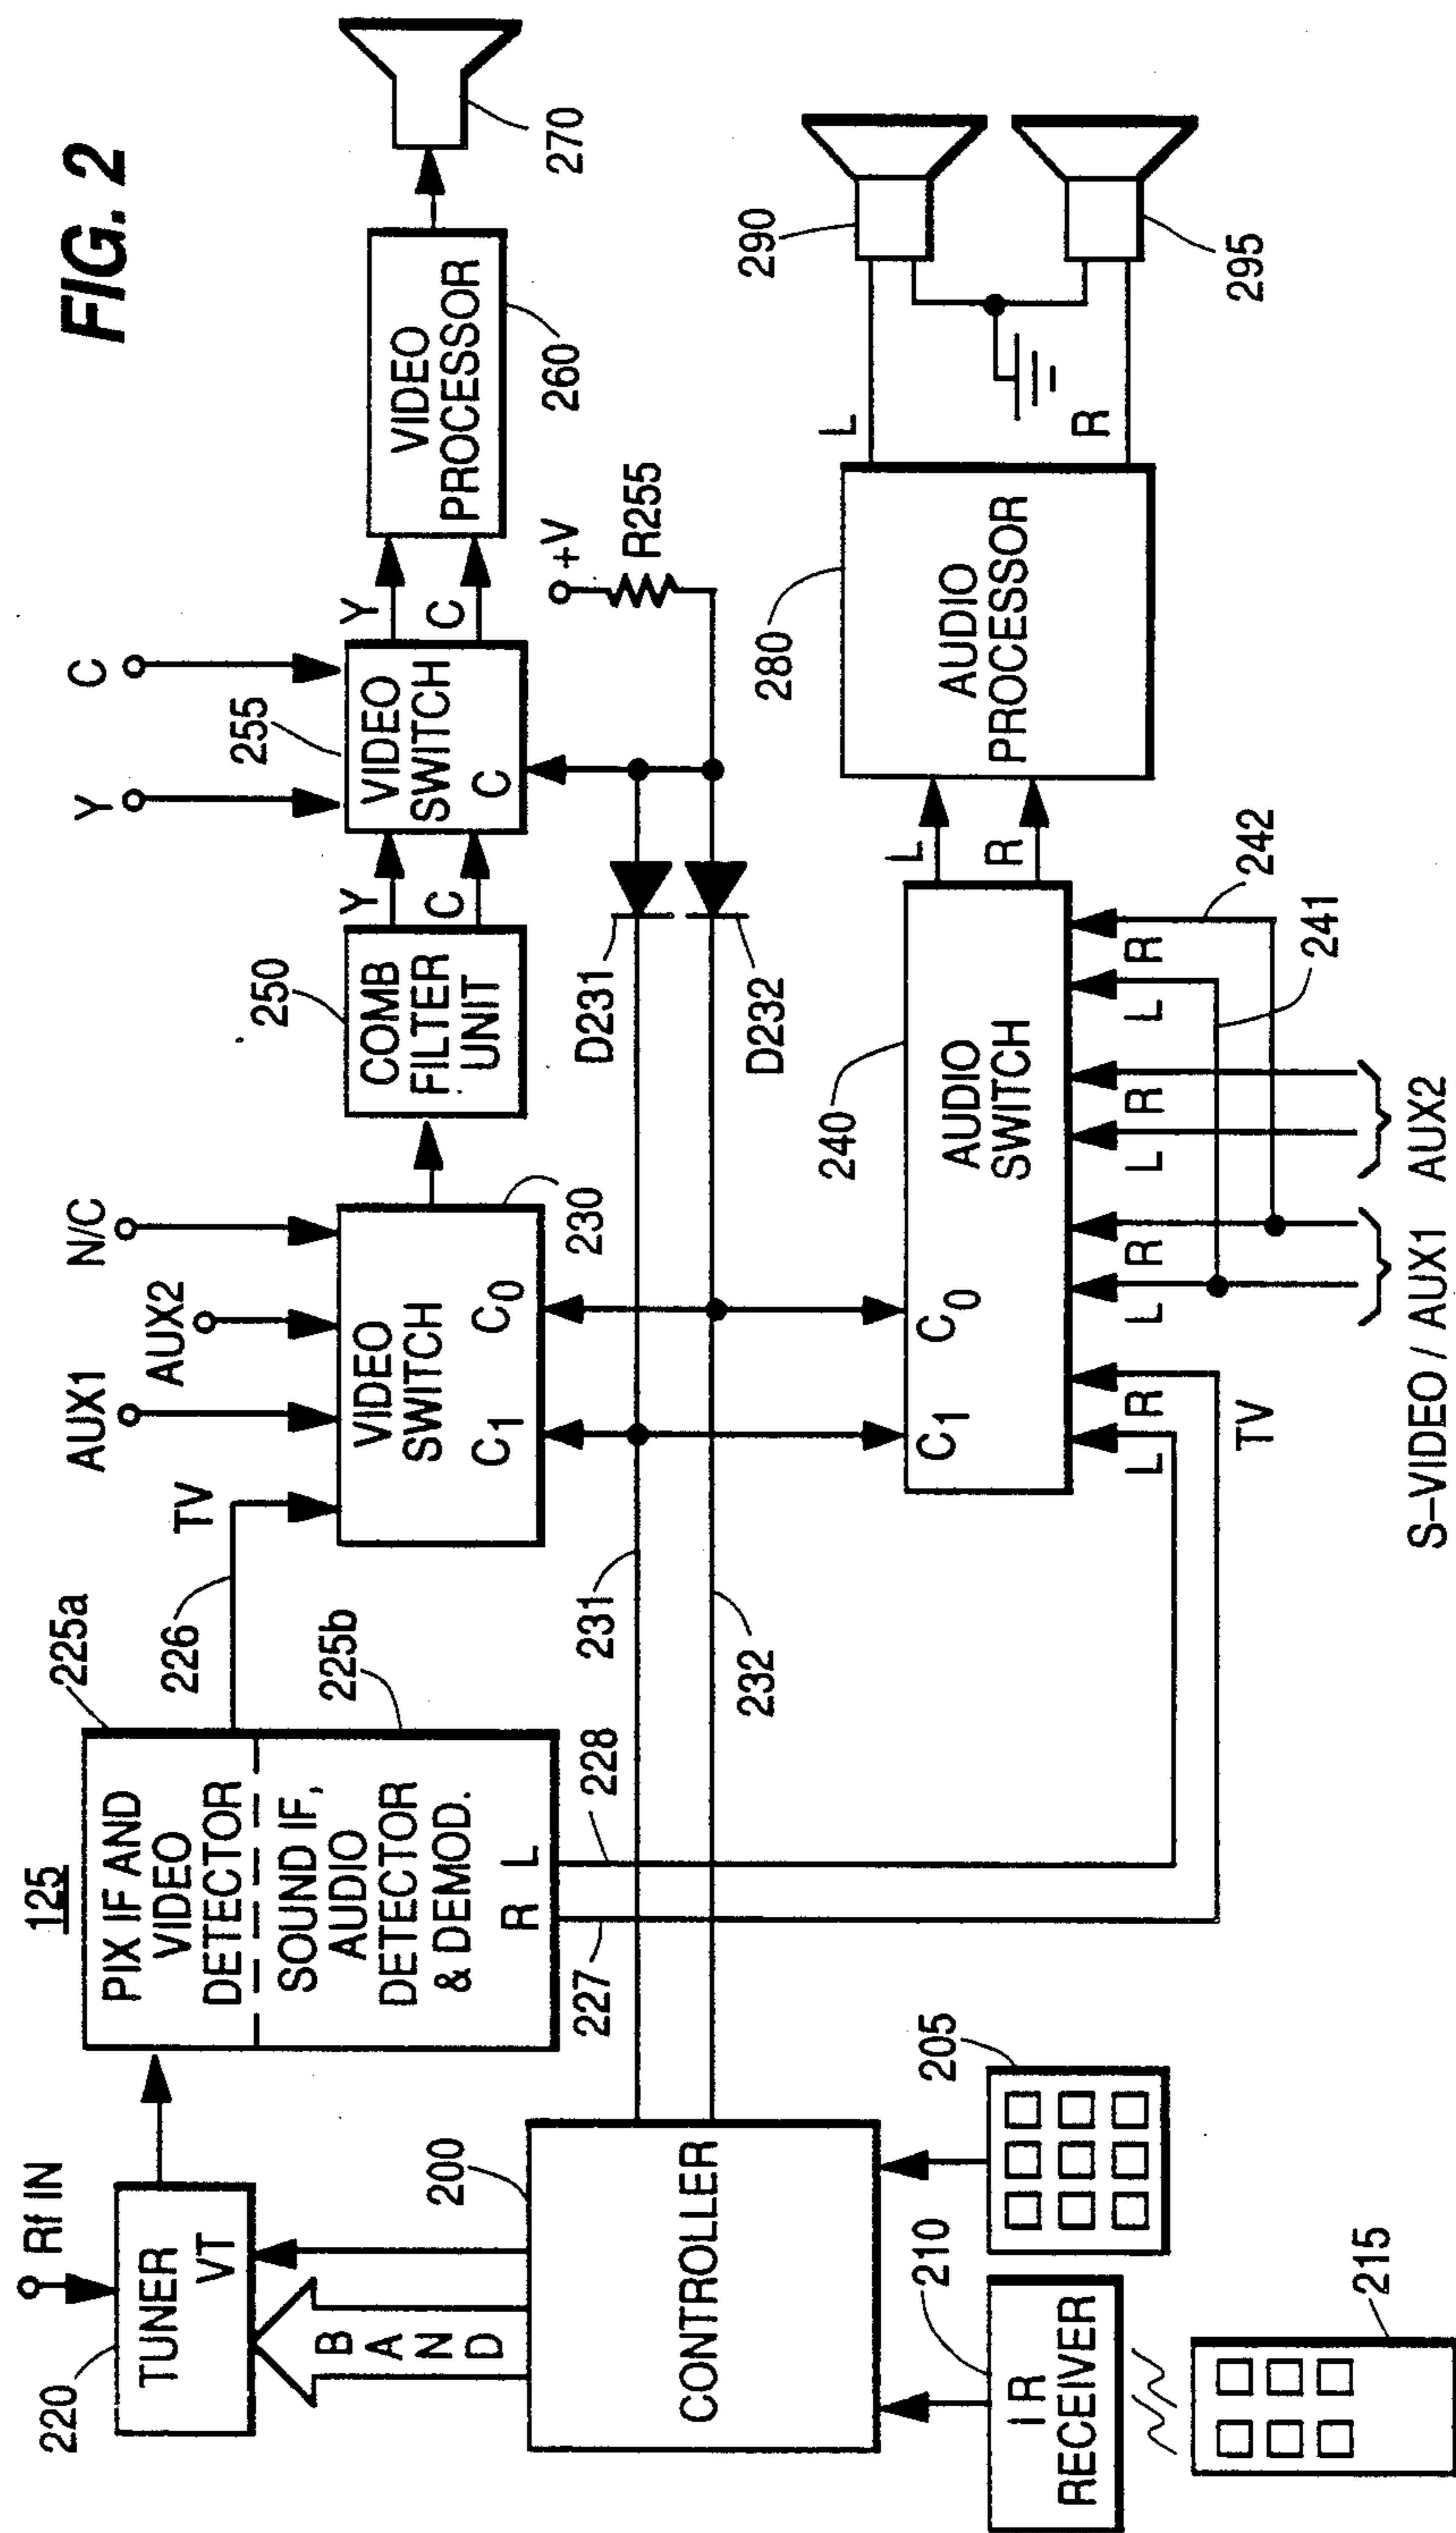 FIG. 2
Rf IN
220
TUNER
VT
BAND
125
PIX IF AND
VIDEO
DETECTOR
225a
SOUND IF,
AUDIO
DETECTOR
& DEMOD.
R L
225b
226
TV
AUX1
AUX2
N/C
VIDEO
SWITCH
C1 C0
230
250
COMB
FILTER
UNIT
Y
C
Y
C
255
VIDEO
SWITCH
C
Y
C
VIDEO
PROCESSOR
260
270
+V
R255
D231
D232
231
232
228
227
200
CONTROLLER
210
IR
RECEIVER
205
215
240
C1 C0
AUDIO
SWITCH
L R
TV
L R
S-VIDEO / AUX1
L R
AUX2
L R
241
242
L
R
280
AUDIO
PROCESSOR
L
R
290
295